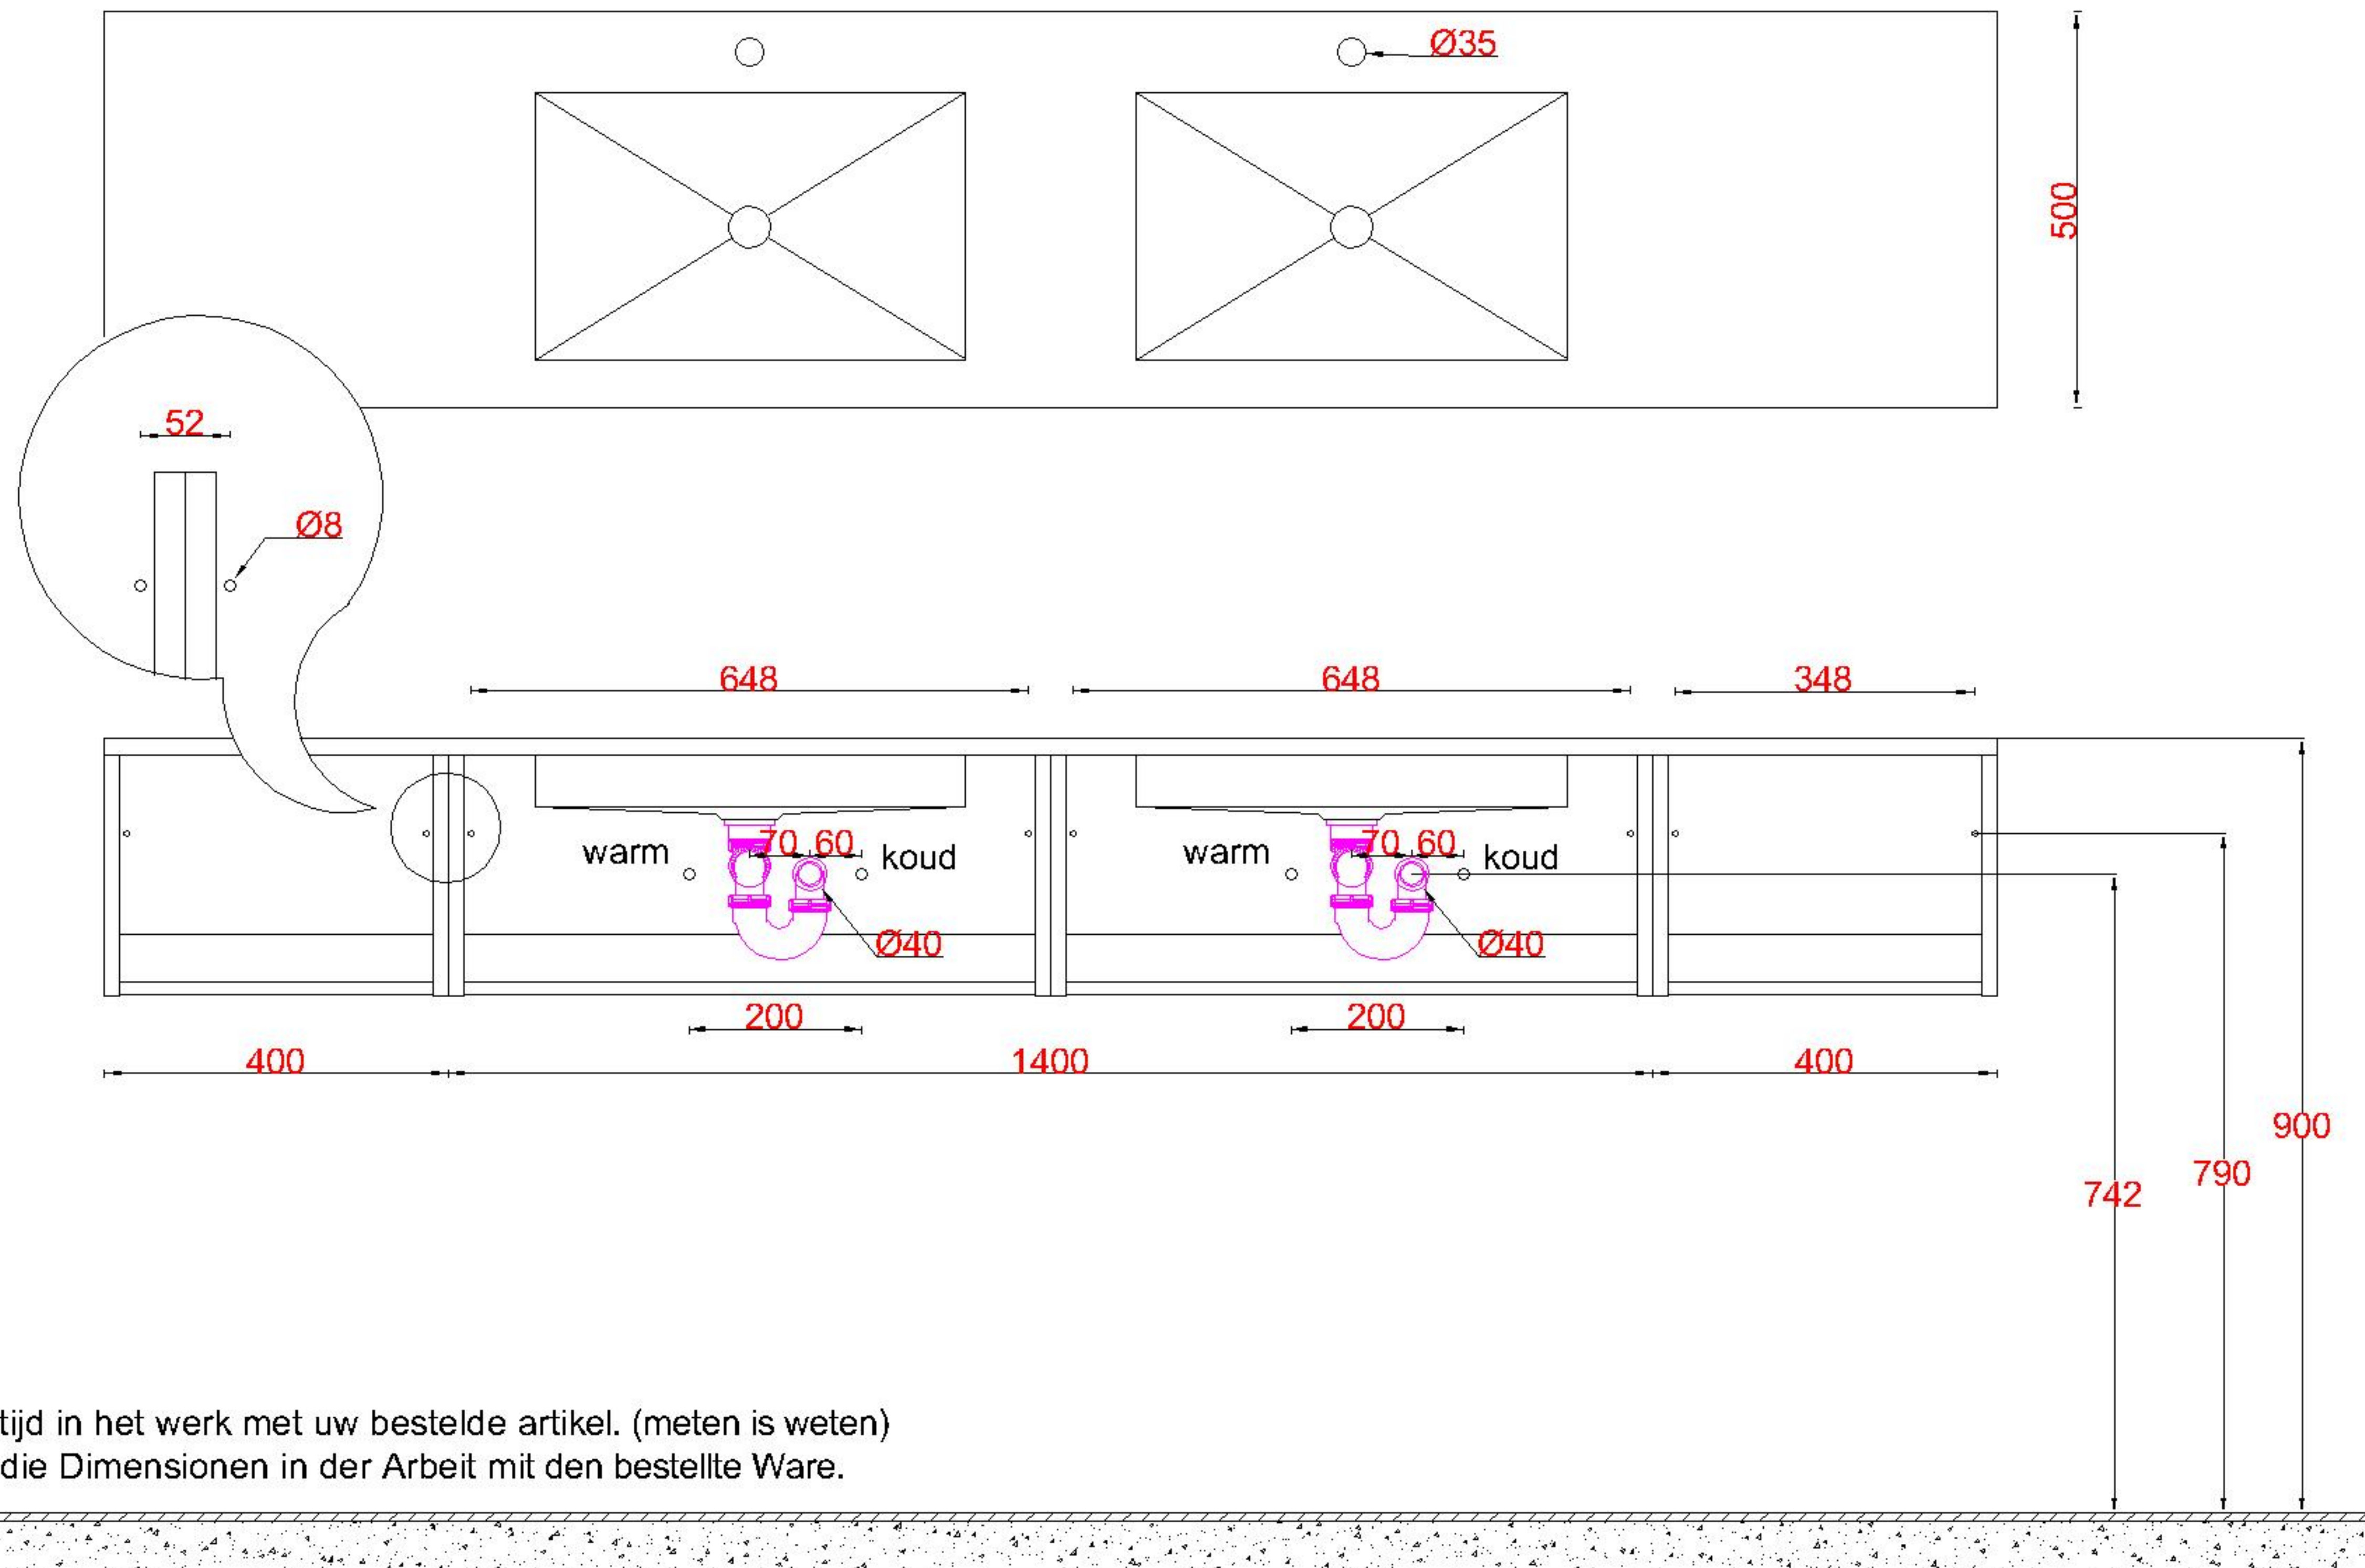 Ø35
500
52
Ø8
648
648
348
warm
70
60
koud
warm
70
60
koud
Ø40
Ø40
200
200
400
1400
400
900
790
742
tijd in het werk met uw bestelde artikel. (meten is weten)
die Dimensionen in der Arbeit mit den bestellte Ware.